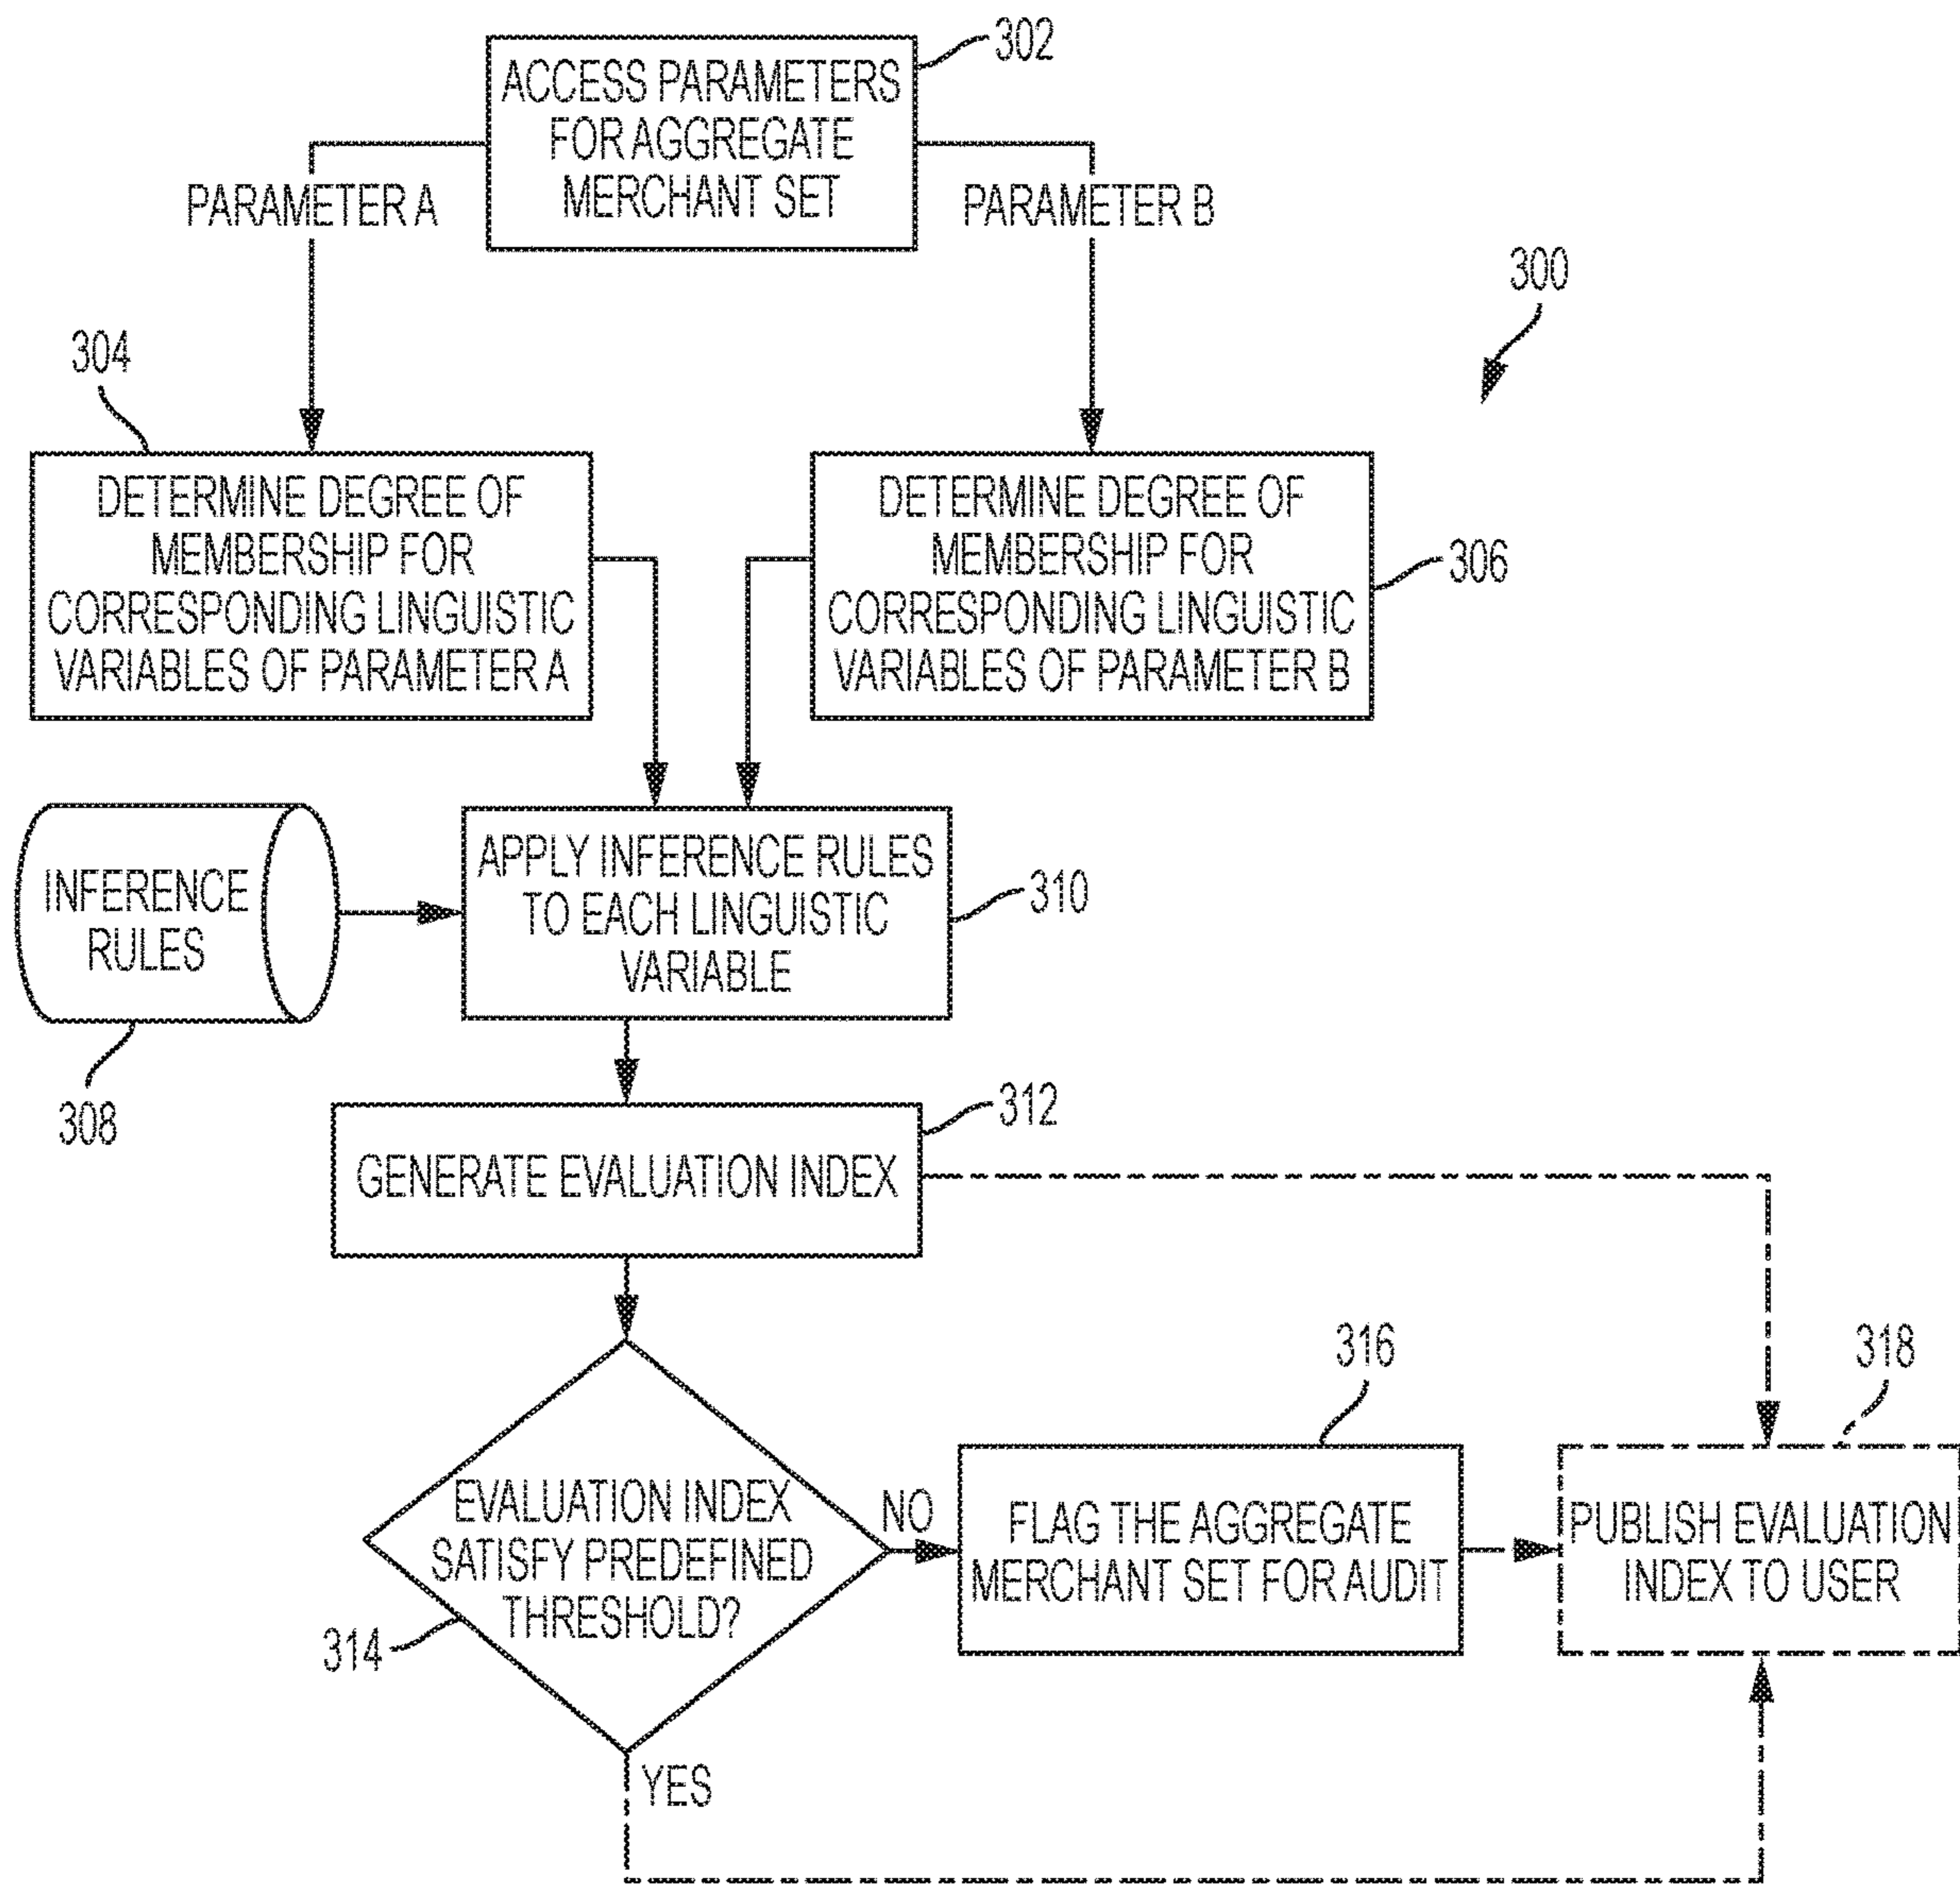 302
ACCESS PARAMETERS
FOR AGGREGATE
MERCHANT SET
PARAMETER A
PARAMETER B
300
304
DETERMINE DEGREE OF
MEMBERSHIP FOR
CORRESPONDING LINGUISTIC
VARIABLES OF PARAMETER A
DETERMINE DEGREE OF
MEMBERSHIP FOR
CORRESPONDING LINGUISTIC
VARIABLES OF PARAMETER B
306
INFERENCE
RULES
308
APPLY INFERENCE RULES
TO EACH LINGUISTIC
VARIABLE
310
312
GENERATE EVALUATION INDEX
EVALUATION INDEX
SATISFY PREDEFINED
THRESHOLD?
314
NO
YES
316
FLAG THE AGGREGATE
MERCHANT SET FOR AUDIT
318
PUBLISH EVALUATION
INDEX TO USER